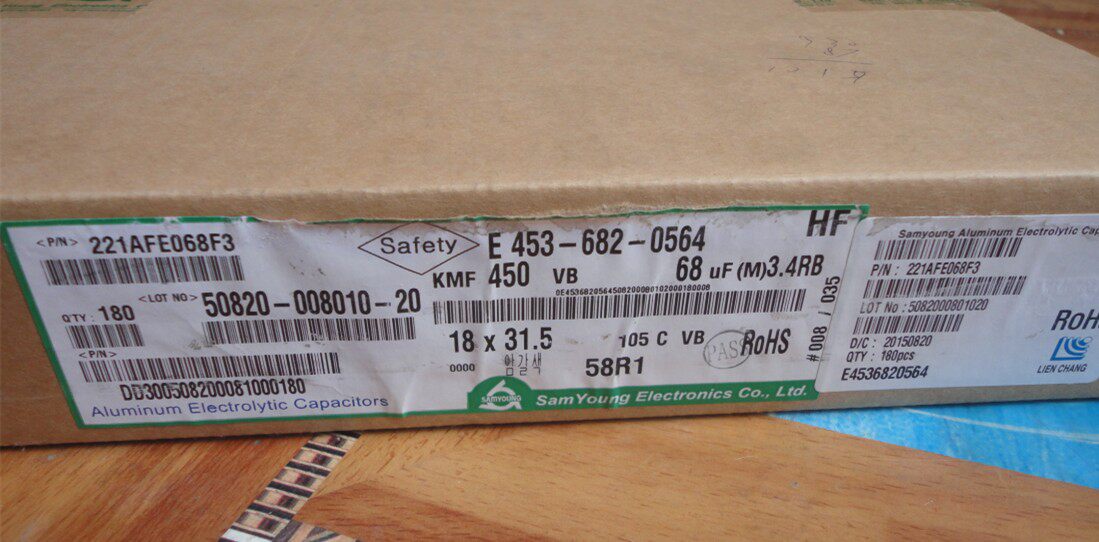 <P/N> 221AFE068F3
Safety
E 453-682-0564
HF
KMF 450 VB 68 uF (M) 3.4RB
0E4536820564508200080102000180008
QTY : 180
<LOT NO> 50820-008010-20
18 x 31.5 105 C VB RoHS
PASS
0000 58R1
#008 / 035
<P/N>
DD300508200081000180
Aluminum Electrolytic Capacitors
SAMYOUNG
SamYoung Electronics Co., Ltd.
Samyoung Aluminum Electrolytic Cap
P/N : 221AFE068F3
LOT No : 5082000801020
D/C: 20150820
QTY : 180pcs
E4536820564
RoH
LIEN CHANG